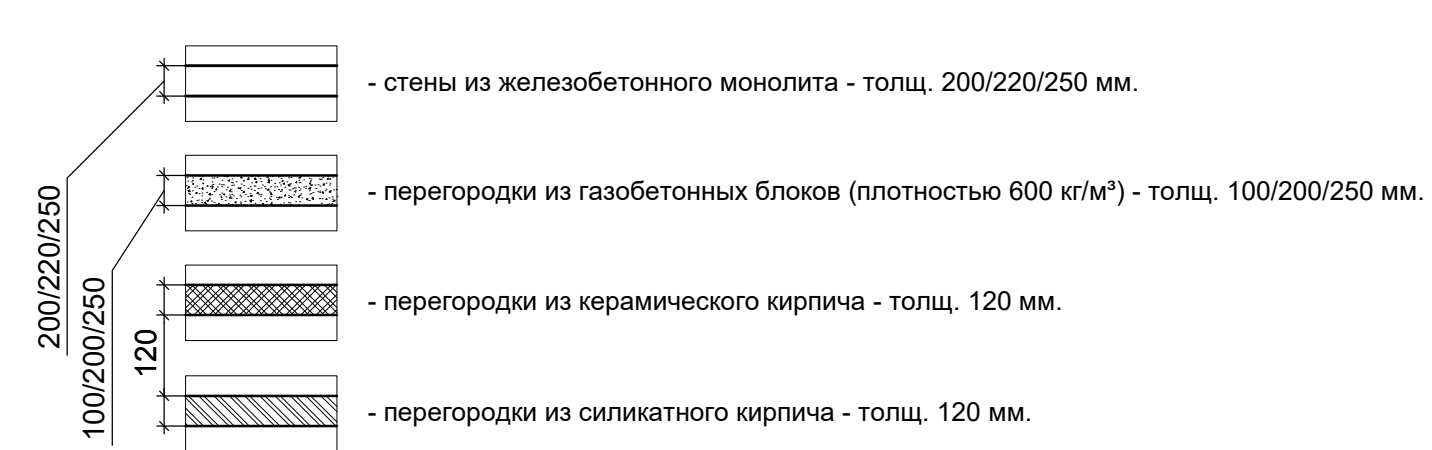 - стены из железобетонного монолита - толщ. 200/220/250 мм.
- перегородки из газобетонных блоков (плотностью 600 кг/м³) - толщ. 100/200/250 мм.
- перегородки из керамического кирпича - толщ. 120 мм.
- перегородки из силикатного кирпича - толщ. 120 мм.
200/220/250
100/200/250
120